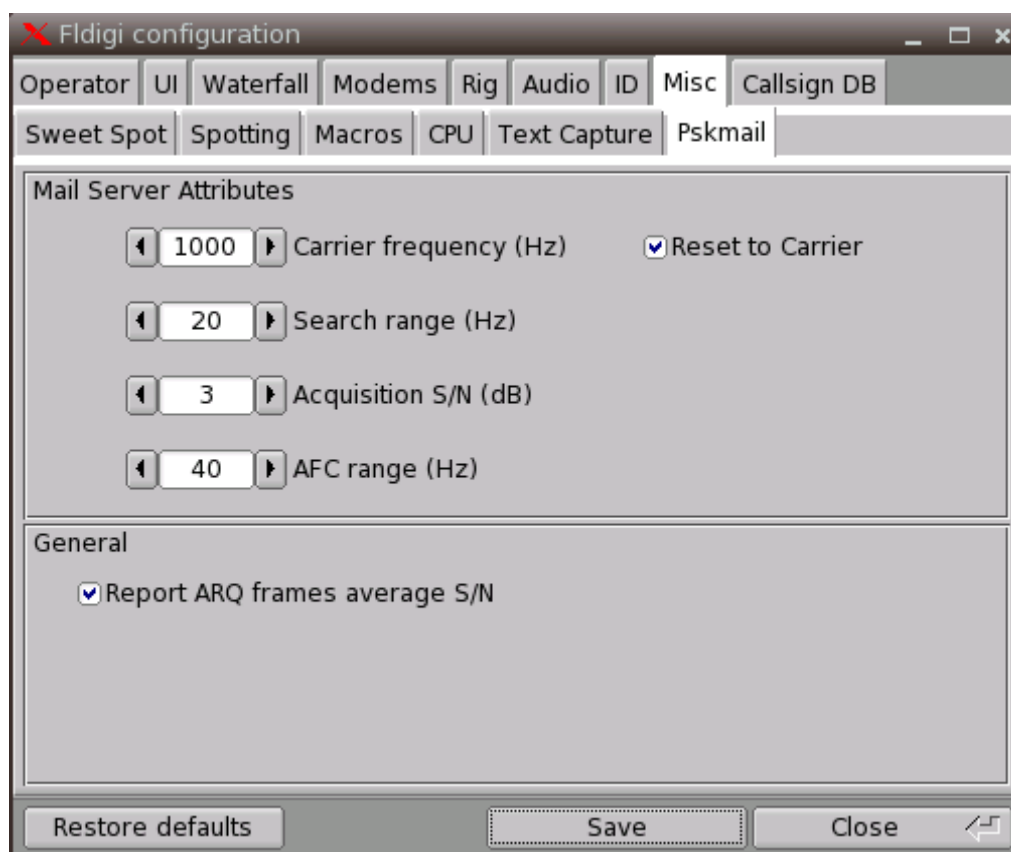 Fldigi configuration
Operator UI Waterfall Modems Rig Audio ID Misc Callsign DB
Sweet Spot Spotting Macros CPU Text Capture Pskmail
Mail Server Attributes
1000 Carrier frequency (Hz) Reset to Carrier
20 Search range (Hz)
3 Acquisition S/N (dB)
40 AFC range (Hz)
General
Report ARQ frames average S/N
Restore defaults Save Close